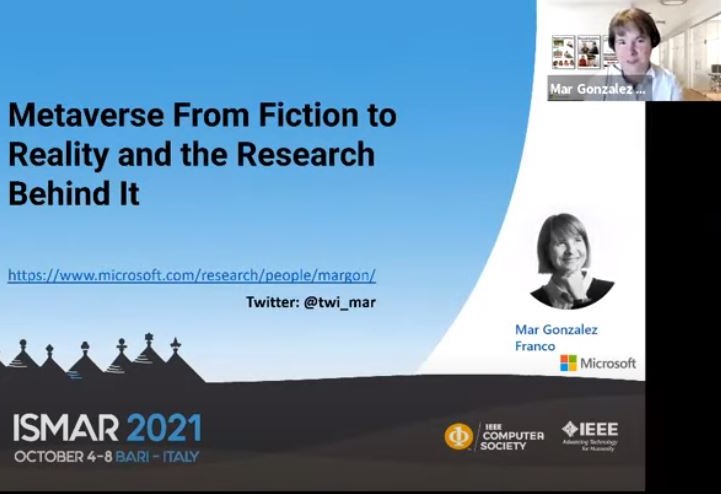 Mar Gonzalez ...
Metaverse From Fiction to
Reality and the Research
Behind It
https://www.microsoft.com/research/people/margon/
Twitter: @twi_mar
Mar Gonzalez
Franco
Microsoft
ISMAR 2021
OCTOBER 4-8 BARI - ITALY
IEEE
COMPUTER
SOCIETY
IEEE
Advancing Technology
for Humanity